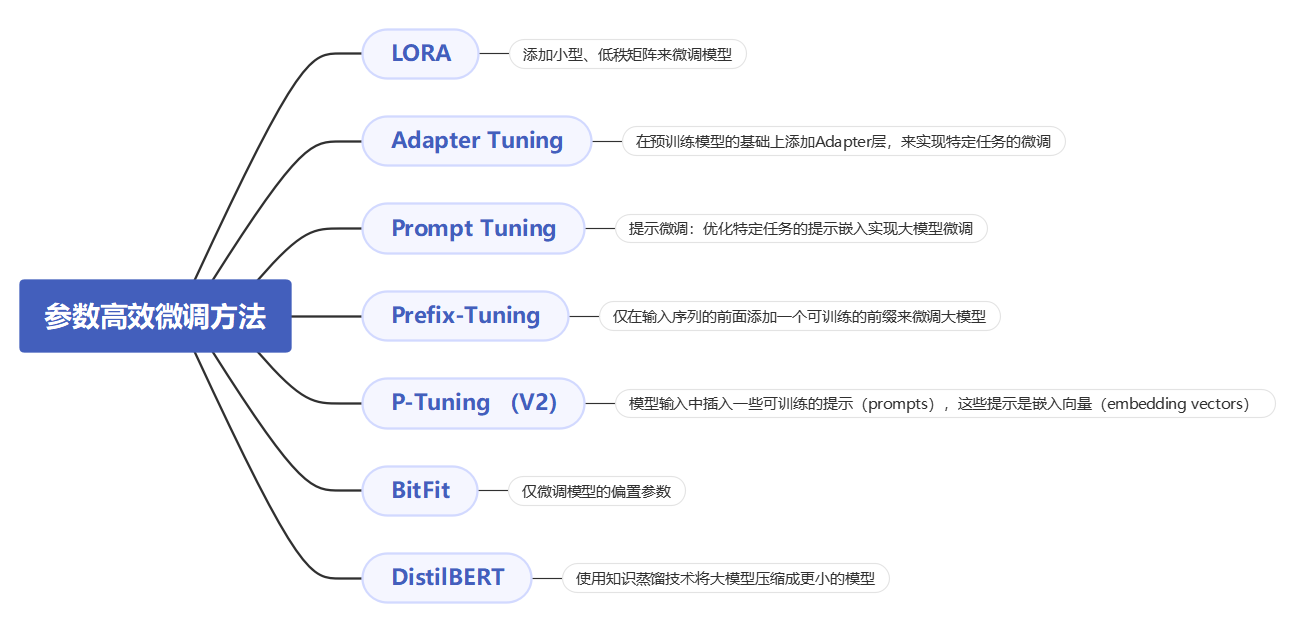 LORA
添加小型、低秩矩阵来微调模型
Adapter Tuning
在预训练模型的基础上添加Adapter层，来实现特定任务的微调
Prompt Tuning
提示微调：优化特定任务的提示嵌入实现大模型微调
参数高效微调方法
Prefix-Tuning
仅在输入序列的前面添加一个可训练的前缀来微调大模型
P-Tuning （V2）
模型输入中插入一些可训练的提示（prompts），这些提示是嵌入向量（embedding vectors）
BitFit
仅微调模型的偏置参数
DistilBERT
使用知识蒸馏技术将大模型压缩成更小的模型